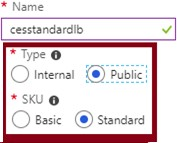 * Name
cesstandardlb
* Type
Internal Public
* SKU
Basic Standard